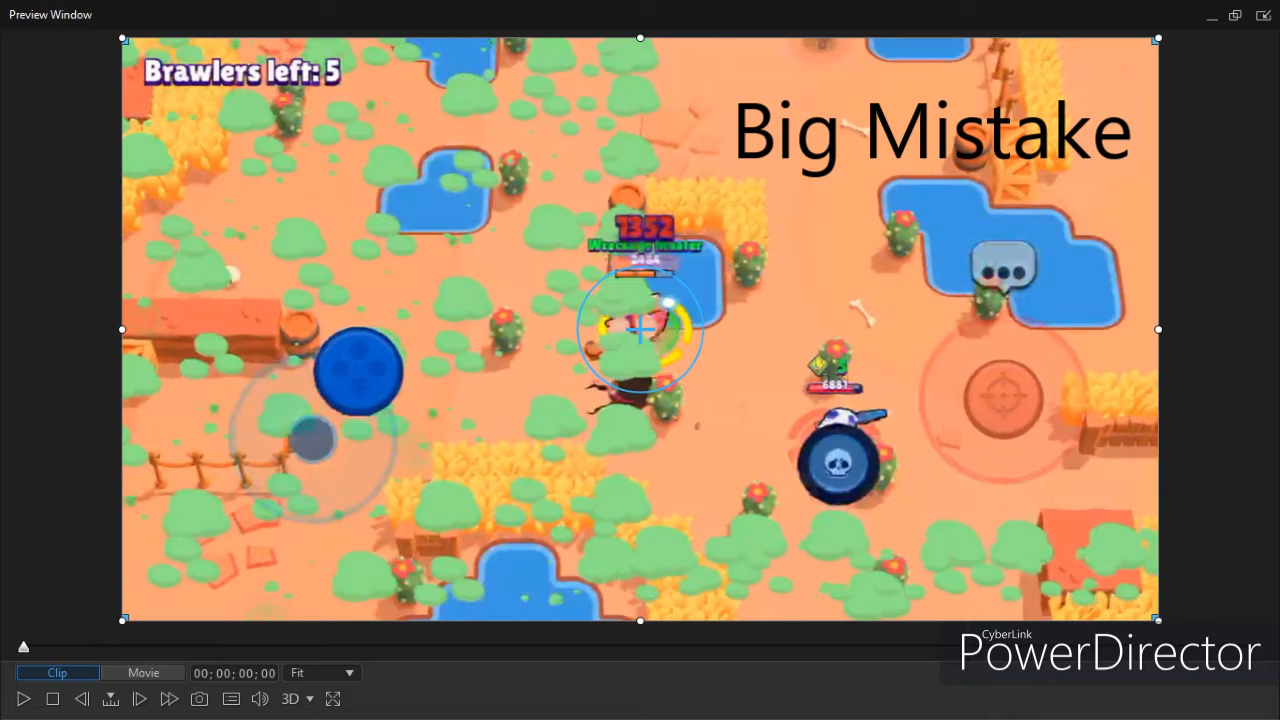 Preview Window
Brawlers left: 5
Big Mistake
1352
6881
Clip
Movie
00;00;00;00
Fit
3D
CyberLink
PowerDirector